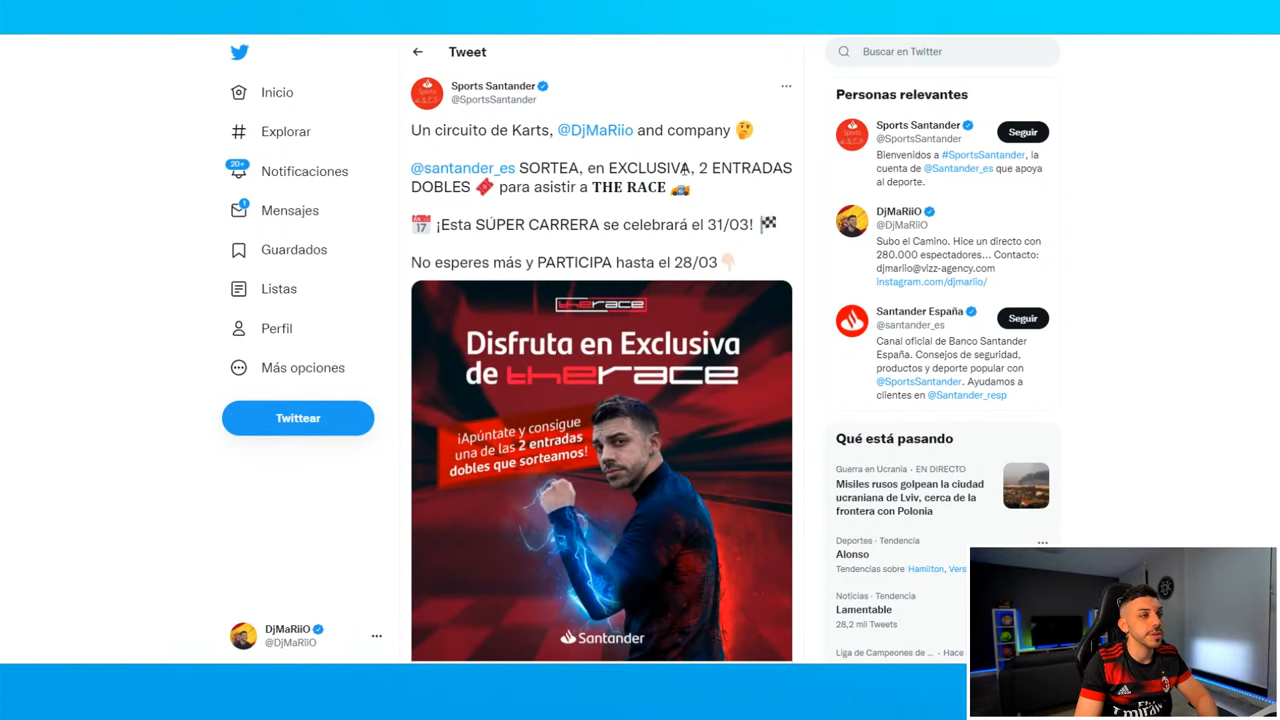 Tweet
Buscar en Twitter
Inicio
Explorar
20+
Notificaciones
1
Mensajes
Guardados
Listas
Perfil
Más opciones
Twittear
DjMaRiiO
@DjMaRiiO
Sports Santander
@SportsSantander
Un circuito de Karts, @DjMaRiio and company 🤔
@santander_es SORTEA, en EXCLUSIVA, 2 ENTRADAS
DOBLES 🎟️ para asistir a THE RACE 🏎️
📅 ¡Esta SÚPER CARRERA se celebrará el 31/03! 🏁
No esperes más y PARTICIPA hasta el 28/03👇🏻
therace
Disfruta en Exclusiva
de therace
¡Apúntate y consigue
una de las 2 entradas
dobles que sorteamos!
Santander
Personas relevantes
Sports Santander
@SportsSantander
Seguir
Bienvenidos a #SportsSantander, la
cuenta de @Santander_es que apoya
al deporte.
DjMaRiiO
@DjMaRiiO
Subo el Camino. Hice un directo con
280.000 espectadores... Contacto:
djmariio@vizz-agency.com
instagram.com/djmariio/
Santander España
@santander_es
Seguir
Canal oficial de Banco Santander
España. Consejos de seguridad,
productos y deporte popular con
@SportsSantander. Ayudamos a
clientes en @Santander_resp
Qué está pasando
Guerra en Ucrania · EN DIRECTO
Misiles rusos golpean la ciudad
ucraniana de Lviv, cerca de la
frontera con Polonia
Deportes · Tendencia
Alonso
Tendencias sobre Hamilton, Vers
Noticias · Tendencia
Lamentable
28,2 mil Tweets
Liga de Campeones de ... · Hace